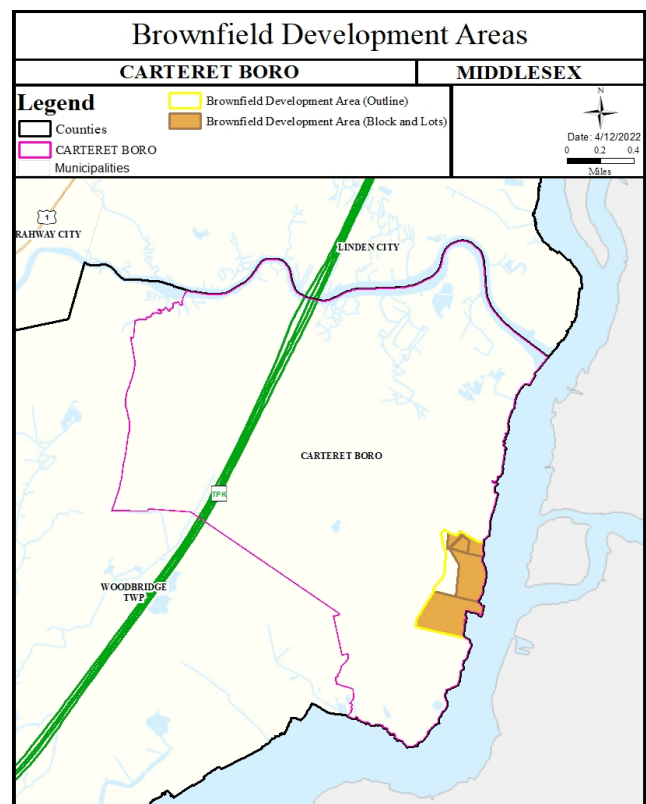 Brownfield Development Areas
CARTERET BORO
MIDDLESEX
Legend
Counties
CARTERET BORO
Municipalities
Brownfield Development Area (Outline)
Brownfield Development Area (Block and Lots)
N
Date: 4/12/2022
0 0.2 0.4
Miles
1
RAHWAY CITY
LINDEN CITY
CARTERET BORO
TPK
WOODBRIDGE
TWP